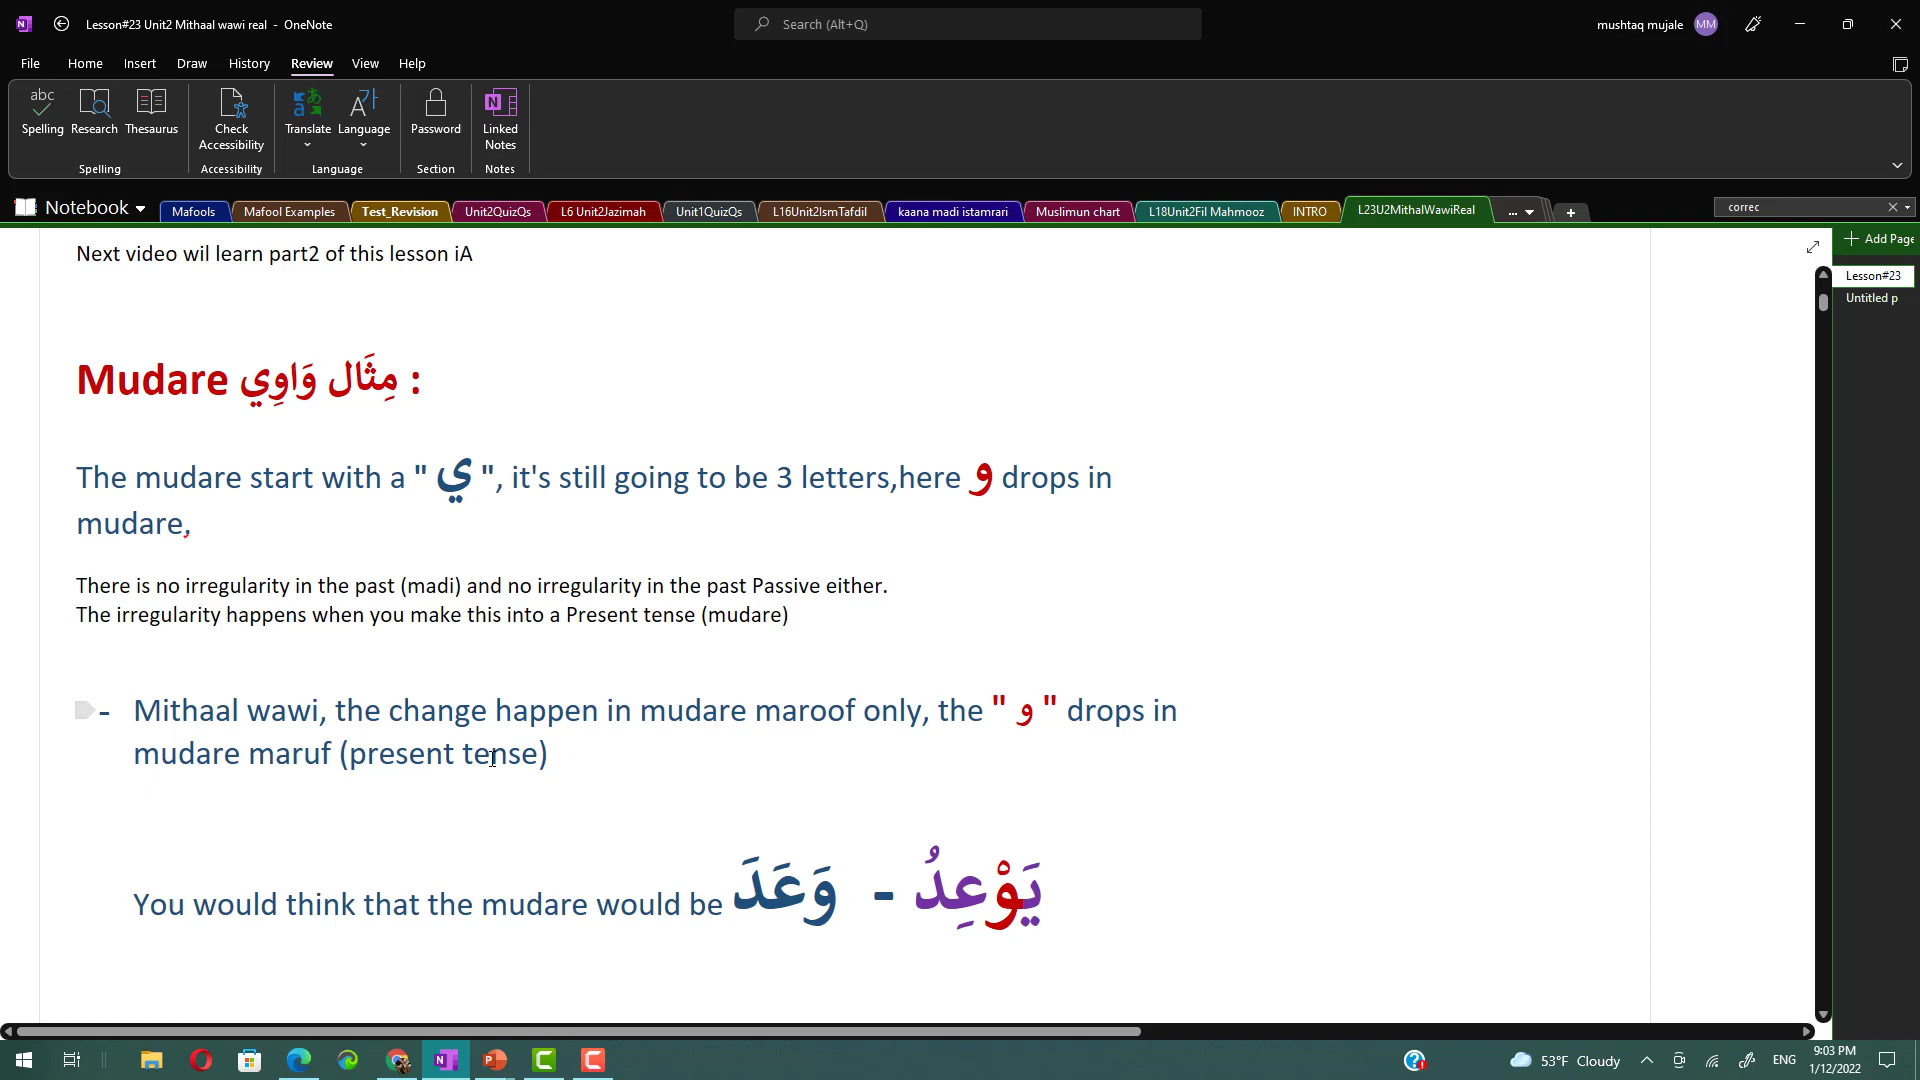 Lesson#23 Unit2 Mithaal wawi real - OneNote
Search (Alt+Q)
mushtaq mujale
MM
File Home Insert Draw History Review View Help
abc
Spelling Research Thesaurus Check Accessibility Translate Language Password Linked Notes
Spelling Accessibility Language Section Notes
Notebook
Mafools Mafool Examples Test_Revision Unit2QuizQs L6 Unit2Jazimah Unit1QuizQs L16Unit2IsmTafdil kaana madi istamrari Muslimun chart L18Unit2Fil Mahmooz INTRO L23U2MithalWawiReal ...
correc
Add Page
Lesson#23
Untitled p
Next video wil learn part2 of this lesson iA
Mudare مِثَال وَاوِي :
The mudare start with a " ي ", it's still going to be 3 letters,here و drops in
mudare,
There is no irregularity in the past (madi) and no irregularity in the past Passive either.
The irregularity happens when you make this into a Present tense (mudare)
- Mithaal wawi, the change happen in mudare maroof only, the " و " drops in
mudare maruf (present tense)
You would think that the mudare would be وَعَدَ - يَوْعِدُ
53°F Cloudy
ENG
9:03 PM
1/12/2022